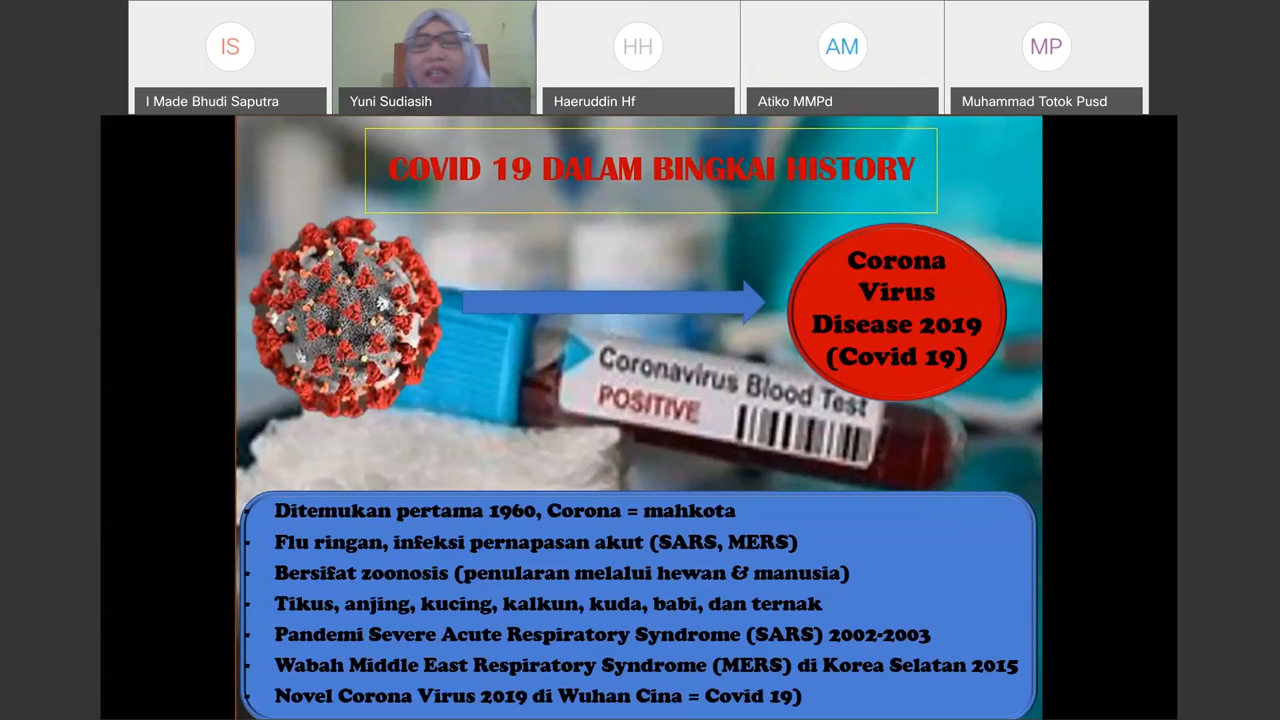 IS
HH
AM
MP
I Made Bhudi Saputra
Yuni Sudiasih
Haeruddin Hf
Atiko MMPd
Muhammad Totok Pusd
COVID 19 DALAM BINGKAI HISTORY
Corona
Virus
Disease 2019
(Covid 19)
Coronavirus Blood Test
POSITIVE
Ditemukan pertama 1960, Corona = mahkota
Flu ringan, infeksi pernapasan akut (SARS, MERS)
Bersifat zoonosis (penularan melalui hewan & manusia)
Tikus, anjing, kucing, kalkun, kuda, babi, dan ternak
Pandemi Severe Acute Respiratory Syndrome (SARS) 2002-2003
Wabah Middle East Respiratory Syndrome (MERS) di Korea Selatan 2015
Novel Corona Virus 2019 di Wuhan Cina = Covid 19)